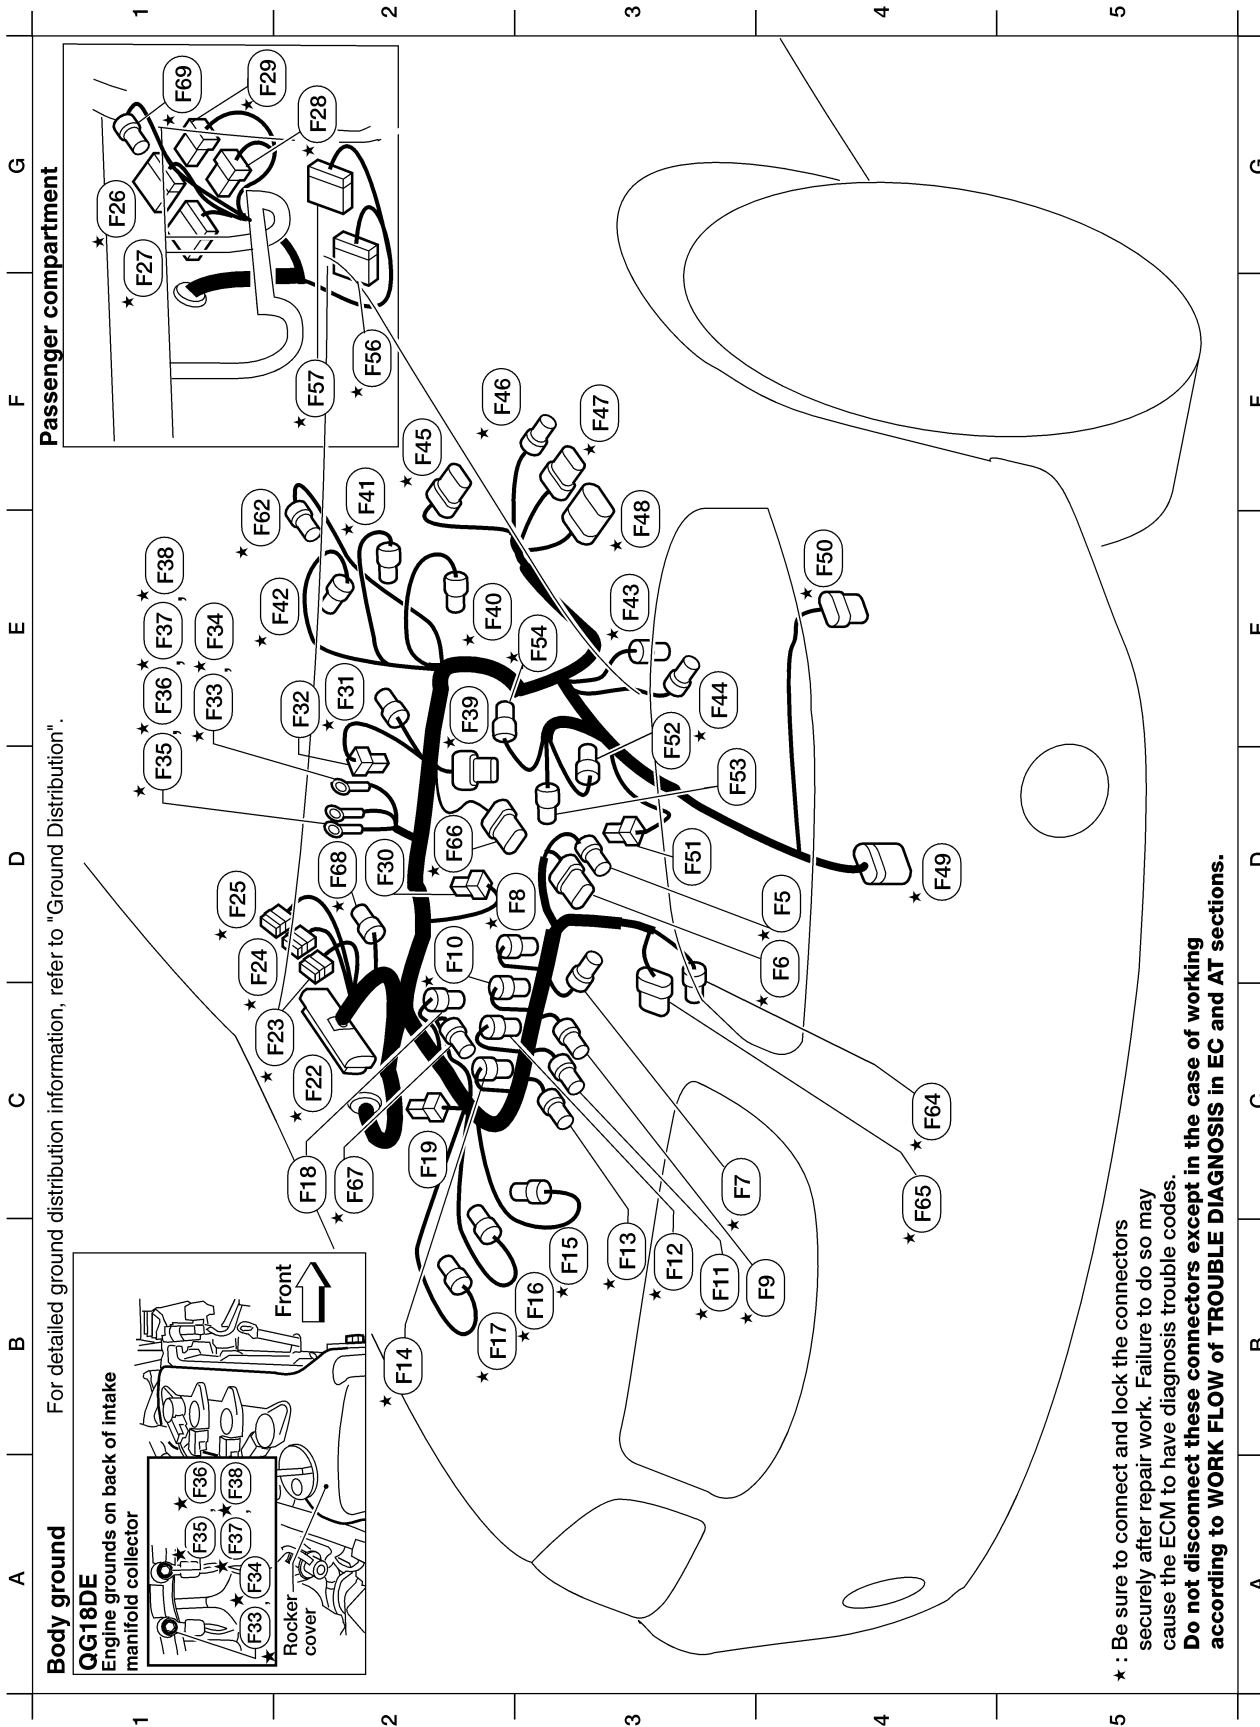 A
B
C
D
E
F
G
Body ground
For detailed ground distribution information, refer to "Ground Distribution".
QG18DE
Engine grounds on back of intake
manifold collector
F33 ★ , F34 ★
F35 ★ , F36 ★ ,
F37 ★ , F38 ★
Rocker
cover
Front
Passenger compartment
★ F26
★ F27
★ F69
★ F29
★ F28
★ F57
★ F56
★ F35 , ★ F36 , ★ F37 , ★ F38 ,
★ F33 , ★ F34
★ F25
★ F24
★ F23
★ F22
F18
★ F67
F19
★ F68
F30
F32
★ F31
★ F42
★ F62
★ F41
★ F45
★ F46
★ F47
★ F48
★ F40
★ F54
★ F39
★ F66
★ F8
★ F10
★ F43
★ F44
F52
F53
F51
★ F50
★ F49
★ F5
★ F6
★ F14
★ F17
★ F16
★ F15
★ F13
★ F12
★ F11
★ F9
★ F7
★ F64
★ F65
★ : Be sure to connect and lock the connectors
securely after repair work. Failure to do so may
cause the ECM to have diagnosis trouble codes.
Do not disconnect these connectors except in the case of working
according to WORK FLOW of TROUBLE DIAGNOSIS in EC and AT sections.
1
2
3
4
5
1
2
3
4
5
A
B
C
D
E
F
G